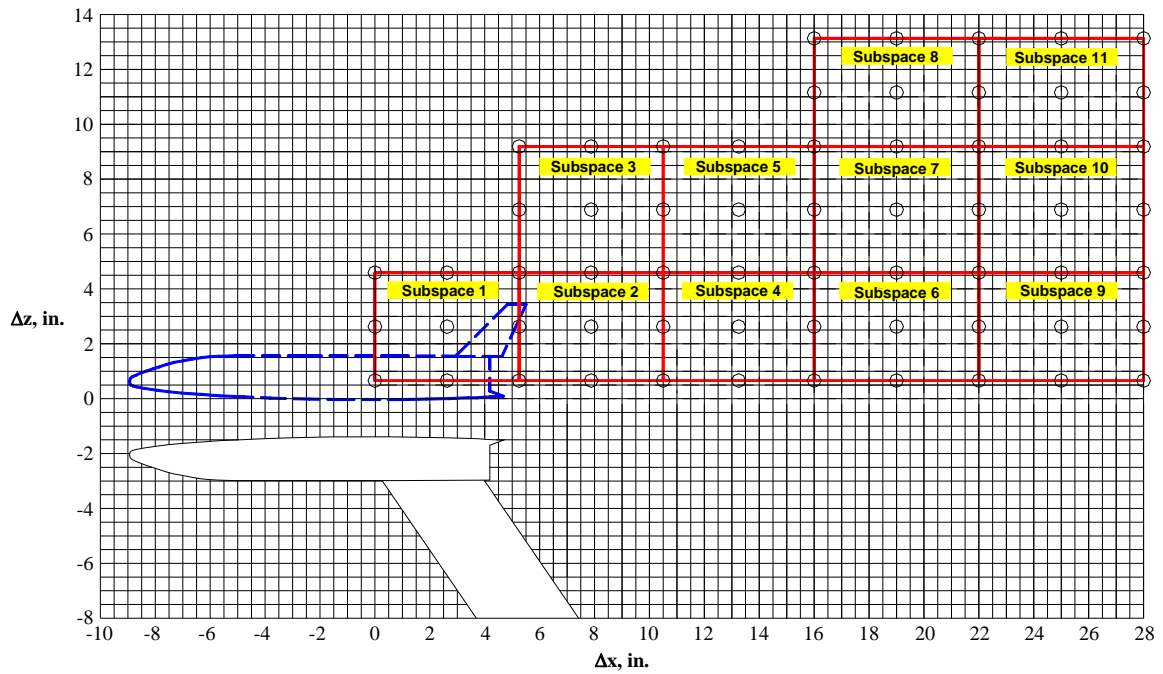 14
12
10
8
6
4
2
0
-2
-4
-6
-8
Δz, in.
Subspace 8
Subspace 11
Subspace 3
Subspace 5
Subspace 7
Subspace 10
Subspace 1
Subspace 2
Subspace 4
Subspace 6
Subspace 9
-10 -8 -6 -4 -2 0 2 4 6 8 10 12 14 16 18 20 22 24 26 28
Δx, in.